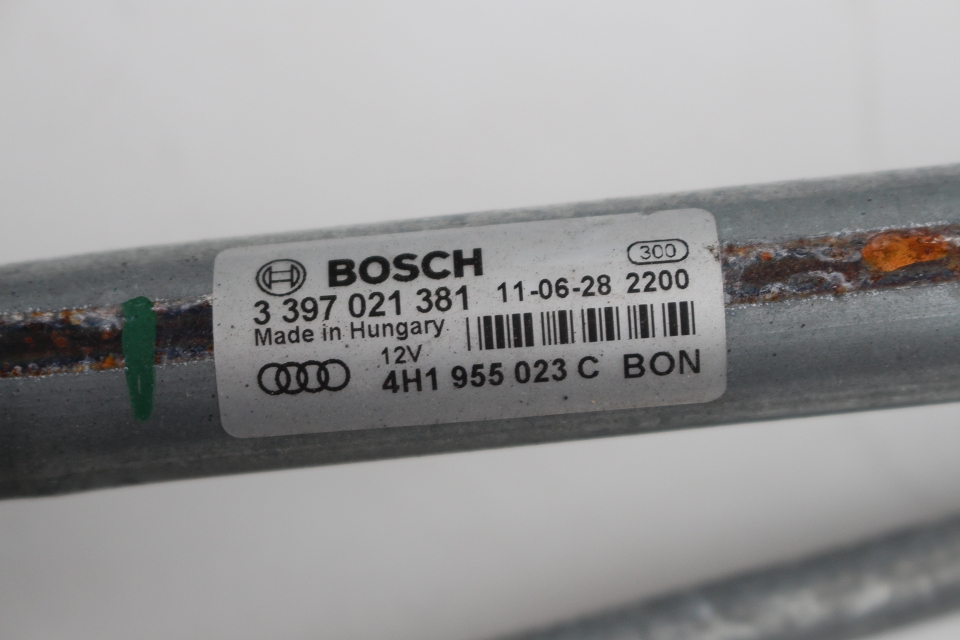 BOSCH 300
3 397 021 381 11-06-28 2200
Made in Hungary
12V
4H1 955 023 C BON